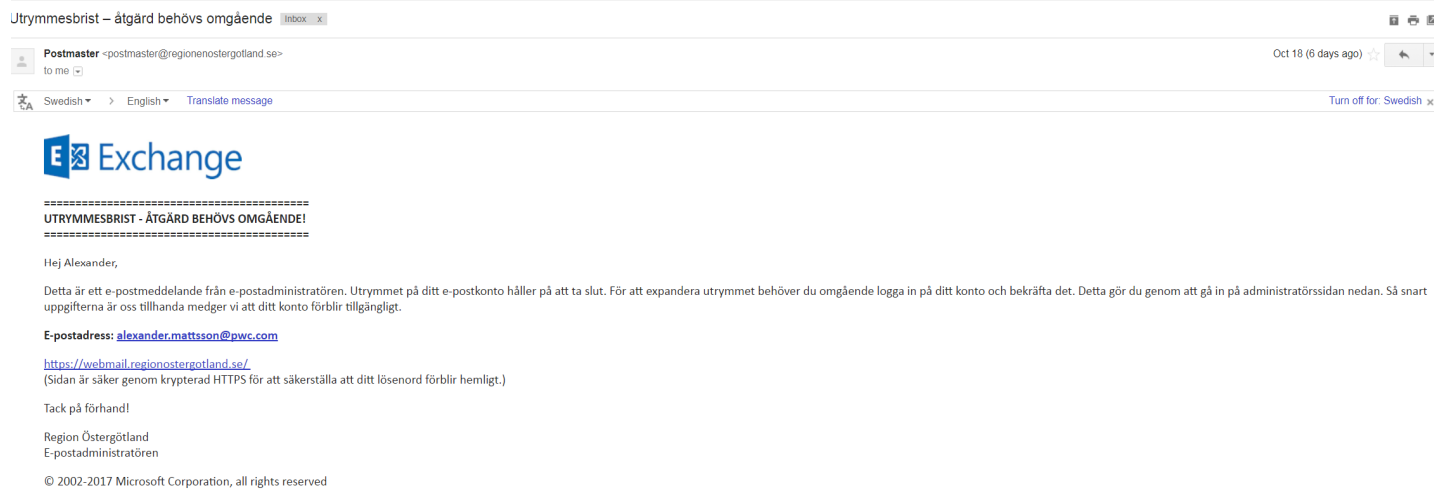 Utrymmesbrist – åtgärd behövs omgående Inbox x
Postmaster <postmaster@regionenostergotland.se> Oct 18 (6 days ago)
to me
Swedish > English Translate message Turn off for: Swedish x
E Exchange
==========================================
UTRYMMESBRIST - ÅTGÄRD BEHÖVS OMGÅENDE!
==========================================
Hej Alexander,
Detta är ett e-postmeddelande från e-postadministratören. Utrymmet på ditt e-postkonto håller på att ta slut. För att expandera utrymmet behöver du omgående logga in på ditt konto och bekräfta det. Detta gör du genom att gå in på administratörssidan nedan. Så snart
uppgifterna är oss tillhanda medger vi att ditt konto förblir tillgängligt.
E-postadress: alexander.mattsson@pwc.com
https://webmail.regionostergotland.se/
(Sidan är säker genom krypterad HTTPS för att säkerställa att ditt lösenord förblir hemligt.)
Tack på förhand!
Region Östergötland
E-postadministratören
© 2002-2017 Microsoft Corporation, all rights reserved